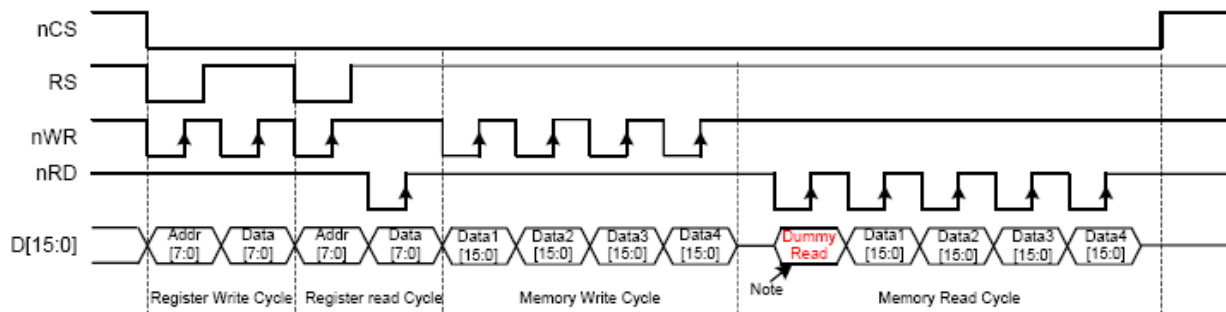 nCS
RS
nWR
nRD
D[15:0]
Addr [7:0]
Data [7:0]
Addr [7:0]
Data [7:0]
Data1 [15:0]
Data2 [15:0]
Data3 [15:0]
Data4 [15:0]
Dummy Read
Data1 [15:0]
Data2 [15:0]
Data3 [15:0]
Data4 [15:0]
Note
Register Write Cycle
Register read Cycle
Memory Write Cycle
Memory Read Cycle